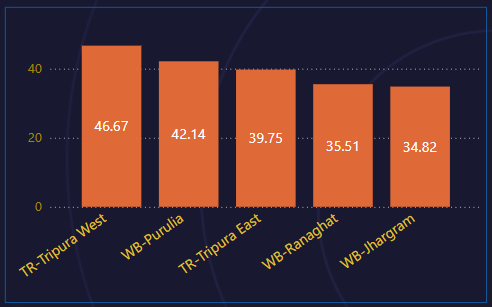 40
20
0
46.67
42.14
39.75
35.51
34.82
TR-Tripura West
WB-Purulia
TR-Tripura East
WB-Ranaghat
WB-Jhargram